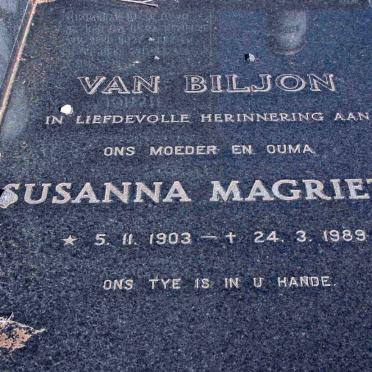 VAN BILJON
IN LIEFDEVOLLE HERINNERING AAN
ONS MOEDER EN OUMA
SUSANNA MAGRIET
★ 5. 11. 1903 — † 24. 3. 1989
ONS TYE IS IN U HANDE.